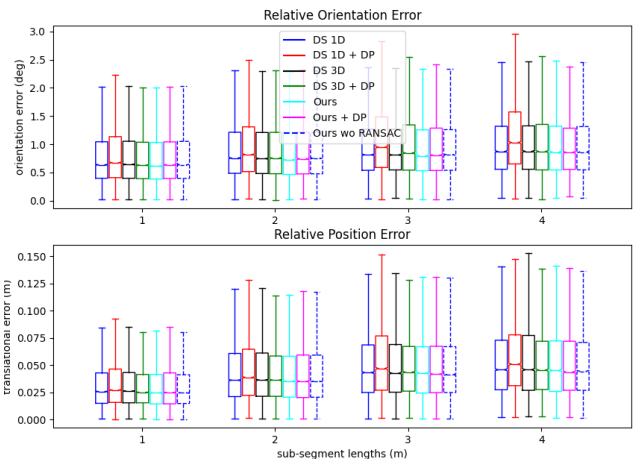 Relative Orientation Error
orientation error (deg)
3.0
2.5
2.0
1.5
1.0
0.5
0.0
DS 1D
DS 1D + DP
DS 3D
DS 3D + DP
Ours
Ours + DP
Ours wo RANSAC
1 2 3 4
Relative Position Error
translational error (m)
0.150
0.125
0.100
0.075
0.050
0.025
0.000
1 2 3 4
sub-segment lengths (m)